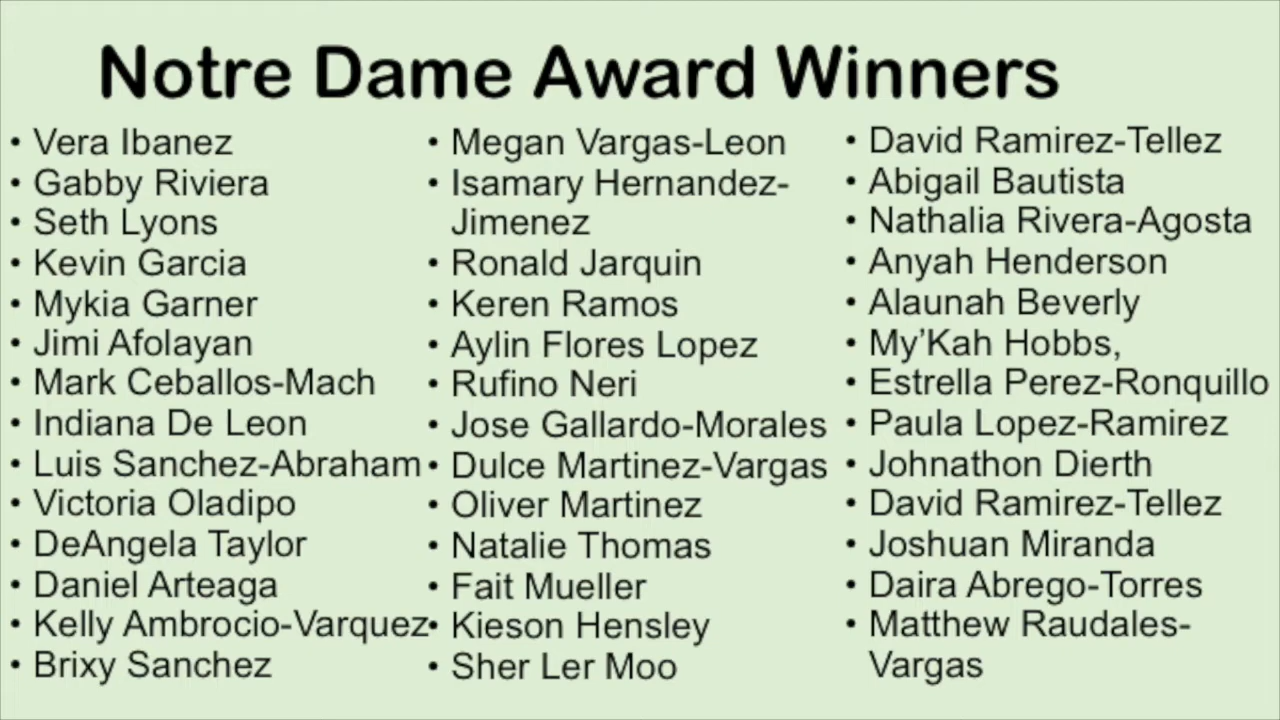 Notre Dame Award Winners
• Vera Ibanez
• Gabby Riviera
• Seth Lyons
• Kevin Garcia
• Mykia Garner
• Jimi Afolayan
• Mark Ceballos-Mach
• Indiana De Leon
• Luis Sanchez-Abraham
• Victoria Oladipo
• DeAngela Taylor
• Daniel Arteaga
• Kelly Ambrocio-Varquez
• Brixy Sanchez
• Megan Vargas-Leon
• Isamary Hernandez-
Jimenez
• Ronald Jarquin
• Keren Ramos
• Aylin Flores Lopez
• Rufino Neri
• Jose Gallardo-Morales
• Dulce Martinez-Vargas
• Oliver Martinez
• Natalie Thomas
• Fait Mueller
• Kieson Hensley
• Sher Ler Moo
• David Ramirez-Tellez
• Abigail Bautista
• Nathalia Rivera-Agosta
• Anyah Henderson
• Alaunah Beverly
• My’Kah Hobbs,
• Estrella Perez-Ronquillo
• Paula Lopez-Ramirez
• Johnathon Dierth
• David Ramirez-Tellez
• Joshuan Miranda
• Daira Abrego-Torres
• Matthew Raudales-
Vargas